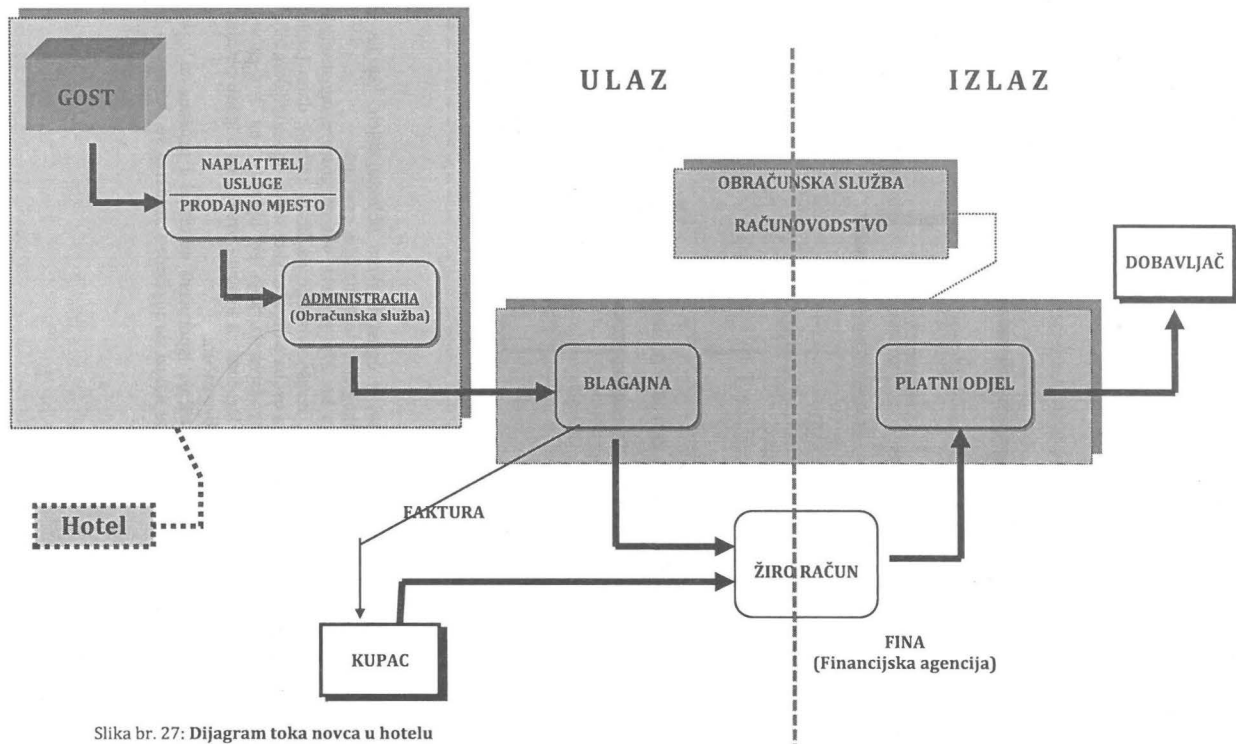 GOST
NAPLATITELJ
USLUGE
PRODAJNO MJESTO
ADMINISTRACIJA
(Obračunska služba)
Hotel
ULAZ
IZLAZ
OBRAČUNSKA SLUŽBA
RAČUNOVODSTVO
DOBAVLJAČ
BLAGAJNA
PLATNI ODJEL
FAKTURA
ŽIRO RAČUN
KUPAC
FINA
(Financijska agencija)
Slika br. 27: Dijagram toka novca u hotelu